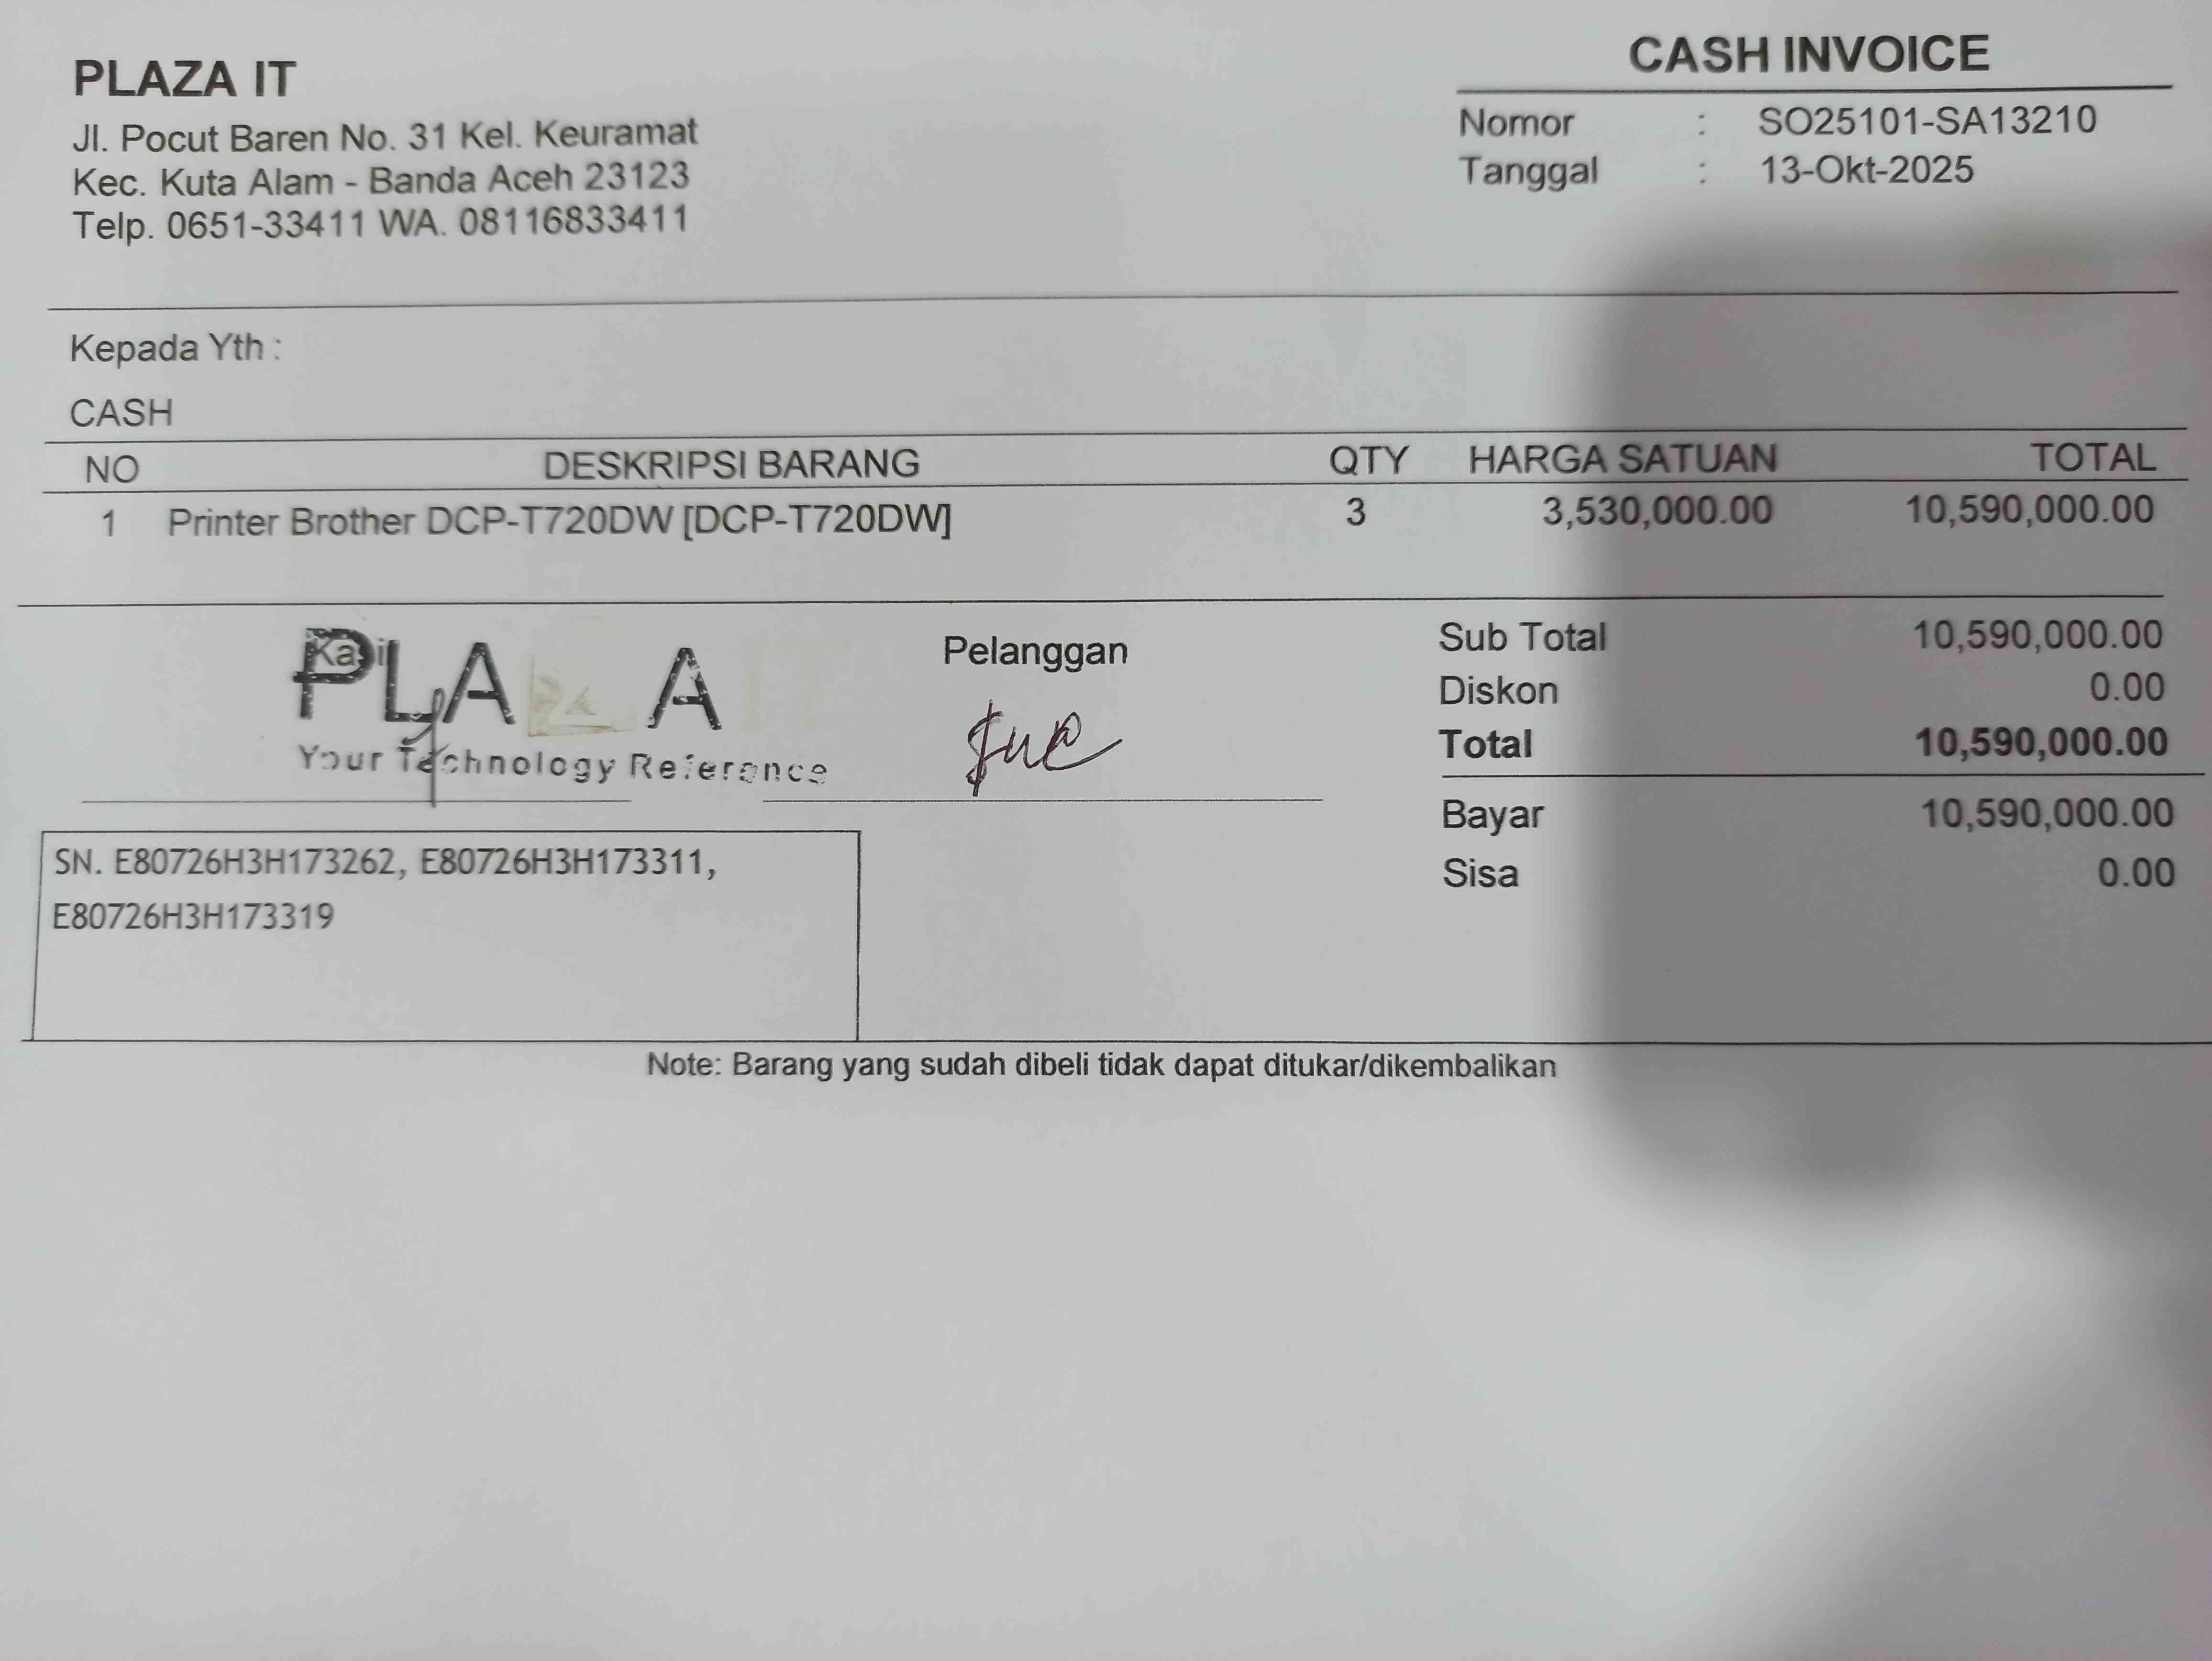 PLAZA IT
Jl. Pocut Baren No. 31 Kel. Keuramat
Kec. Kuta Alam - Banda Aceh 23123
Telp. 0651-33411 WA. 08116833411
CASH INVOICE
Nomor : SO25101-SA13210
Tanggal : 13-Okt-2025
Kepada Yth :
CASH
NO DESKRIPSI BARANG QTY HARGA SATUAN TOTAL
1 Printer Brother DCP-T720DW [DCP-T720DW] 3 3,530,000.00 10,590,000.00
Kasir
PLA A
Your Technology Reference
Pelanggan
Sub Total 10,590,000.00
Diskon 0.00
Total 10,590,000.00
Bayar 10,590,000.00
Sisa 0.00
SN. E80726H3H173262, E80726H3H173311,
E80726H3H173319
Note: Barang yang sudah dibeli tidak dapat ditukar/dikembalikan